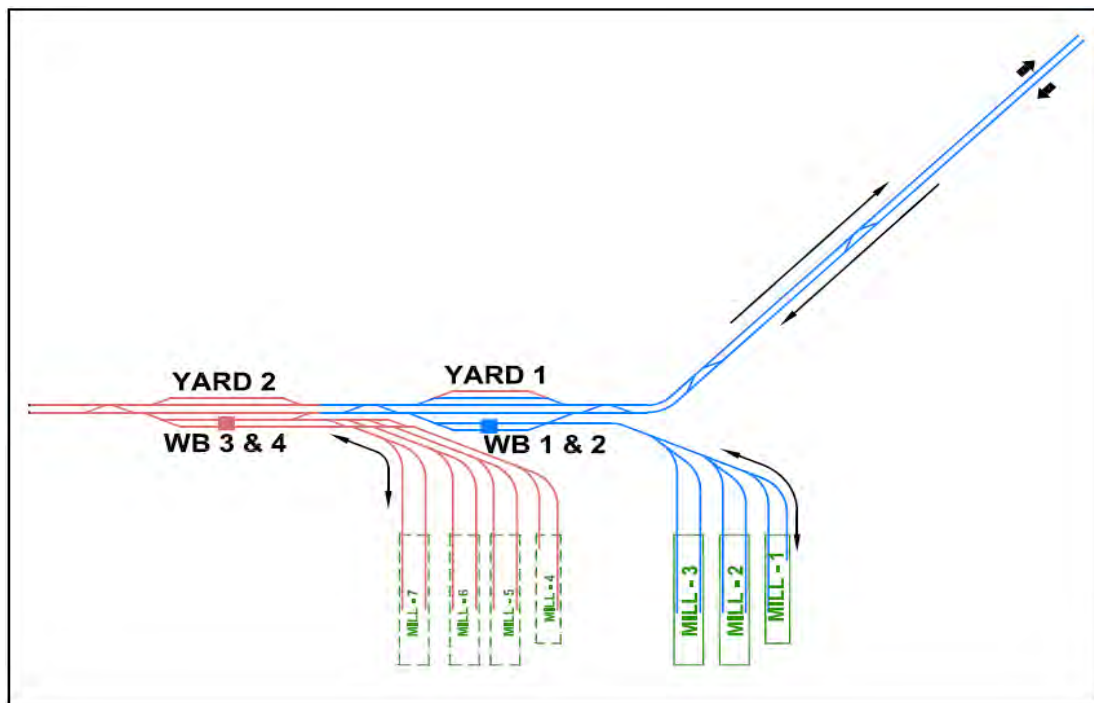 YARD 2
YARD 1
WB 3 & 4
WB 1 & 2
MILL - 7
MILL - 6
MILL - 5
MILL - 4
MILL - 3
MILL - 2
MILL - 1